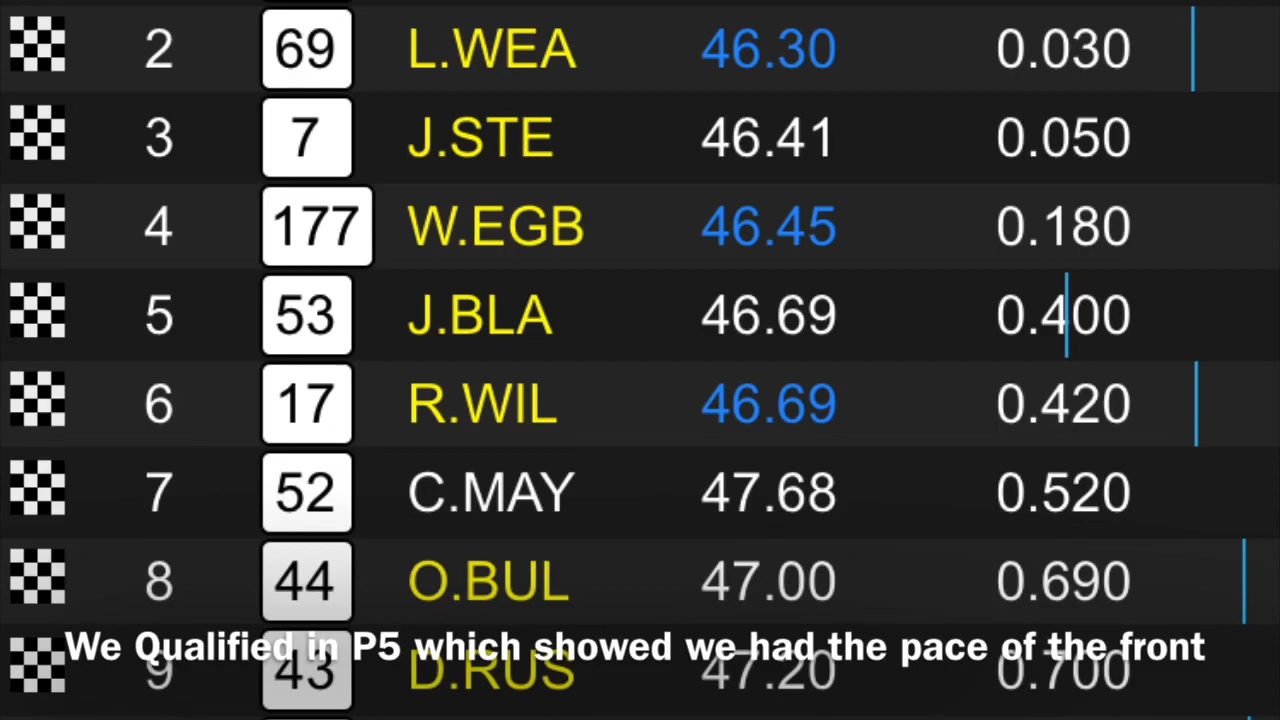 2 69 L.WEA 46.30 0.030
3 7 J.STE 46.41 0.050
4 177 W.EGB 46.45 0.180
5 53 J.BLA 46.69 0.400
6 17 R.WIL 46.69 0.420
7 52 C.MAY 47.68 0.520
8 44 O.BUL 47.00 0.690
We Qualified in P5 which showed we had the pace of the front
9 43 D.RUS 47.20 0.700